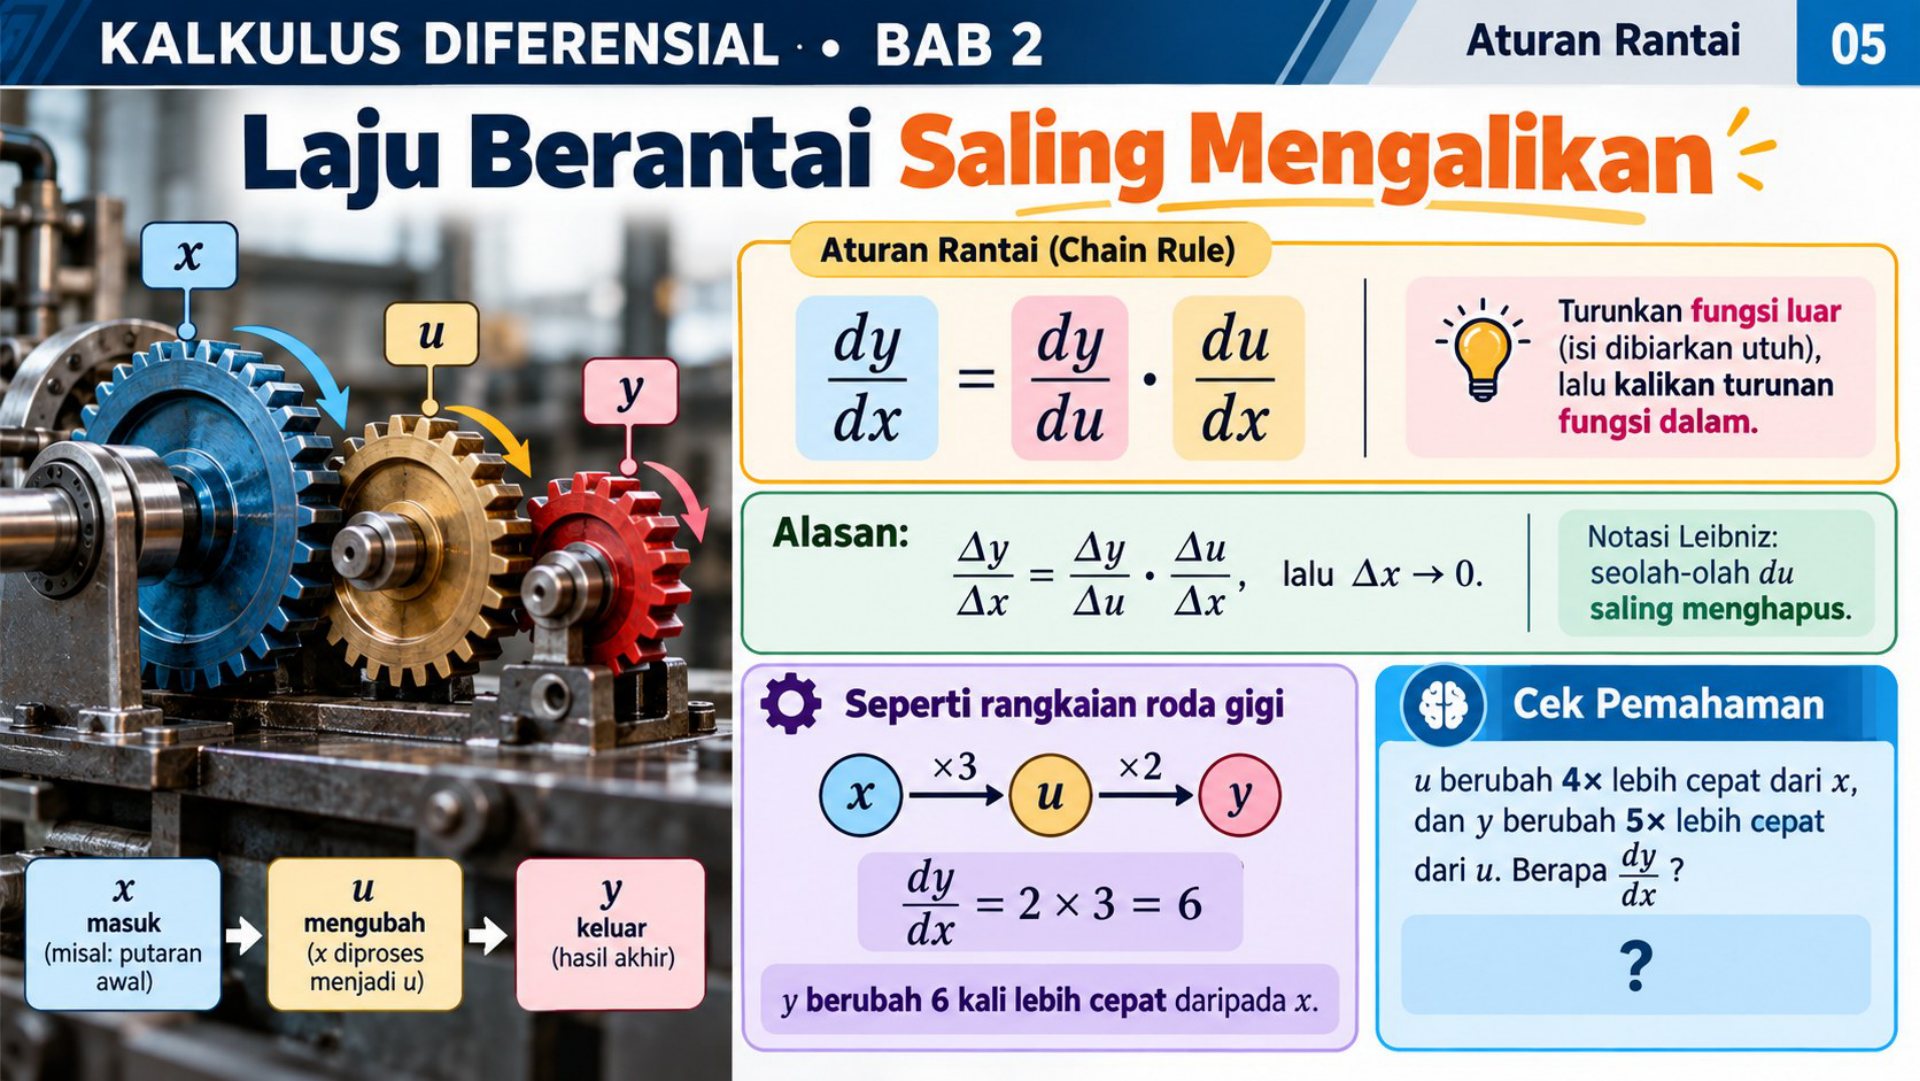 KALKULUS DIFERENSIAL · • BAB 2
Aturan Rantai
05
Laju Berantai Saling Mengalikan
x
u
y
x
masuk
(misal: putaran
awal)
u
mengubah
(x diproses
menjadi u)
y
keluar
(hasil akhir)
Aturan Rantai (Chain Rule)
dy/dx = dy/du · du/dx
Turunkan fungsi luar
(isi dibiarkan utuh),
lalu kalikan turunan
fungsi dalam.
Alasan:
Δy/Δx = Δy/Δu · Δu/Δx, lalu Δx → 0.
Notasi Leibniz:
seolah-olah du
saling menghapus.
Seperti rangkaian roda gigi
x ×3 u ×2 y
dy/dx = 2 × 3 = 6
y berubah 6 kali lebih cepat daripada x.
Cek Pemahaman
u berubah 4× lebih cepat dari x,
dan y berubah 5× lebih cepat
dari u. Berapa dy/dx ?
?